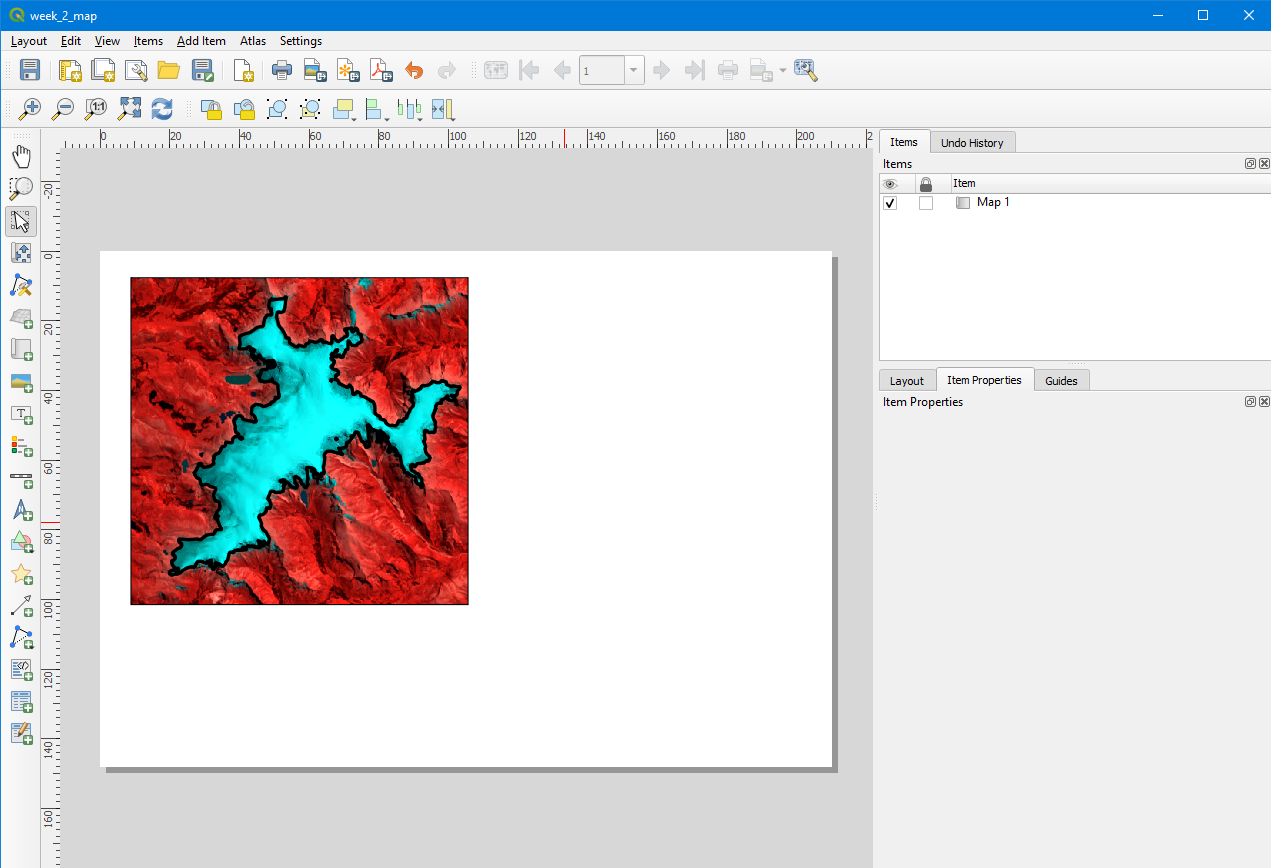 week_2_map
Layout Edit View Items Add Item Atlas Settings
1
1:1
0 20 40 60 80 100 120 140 160 180 200 2
Items Undo History
Items
Item
Map 1
-20
0
20
40
60
80
100
120
140
160
T
Layout Item Properties Guides
Item Properties